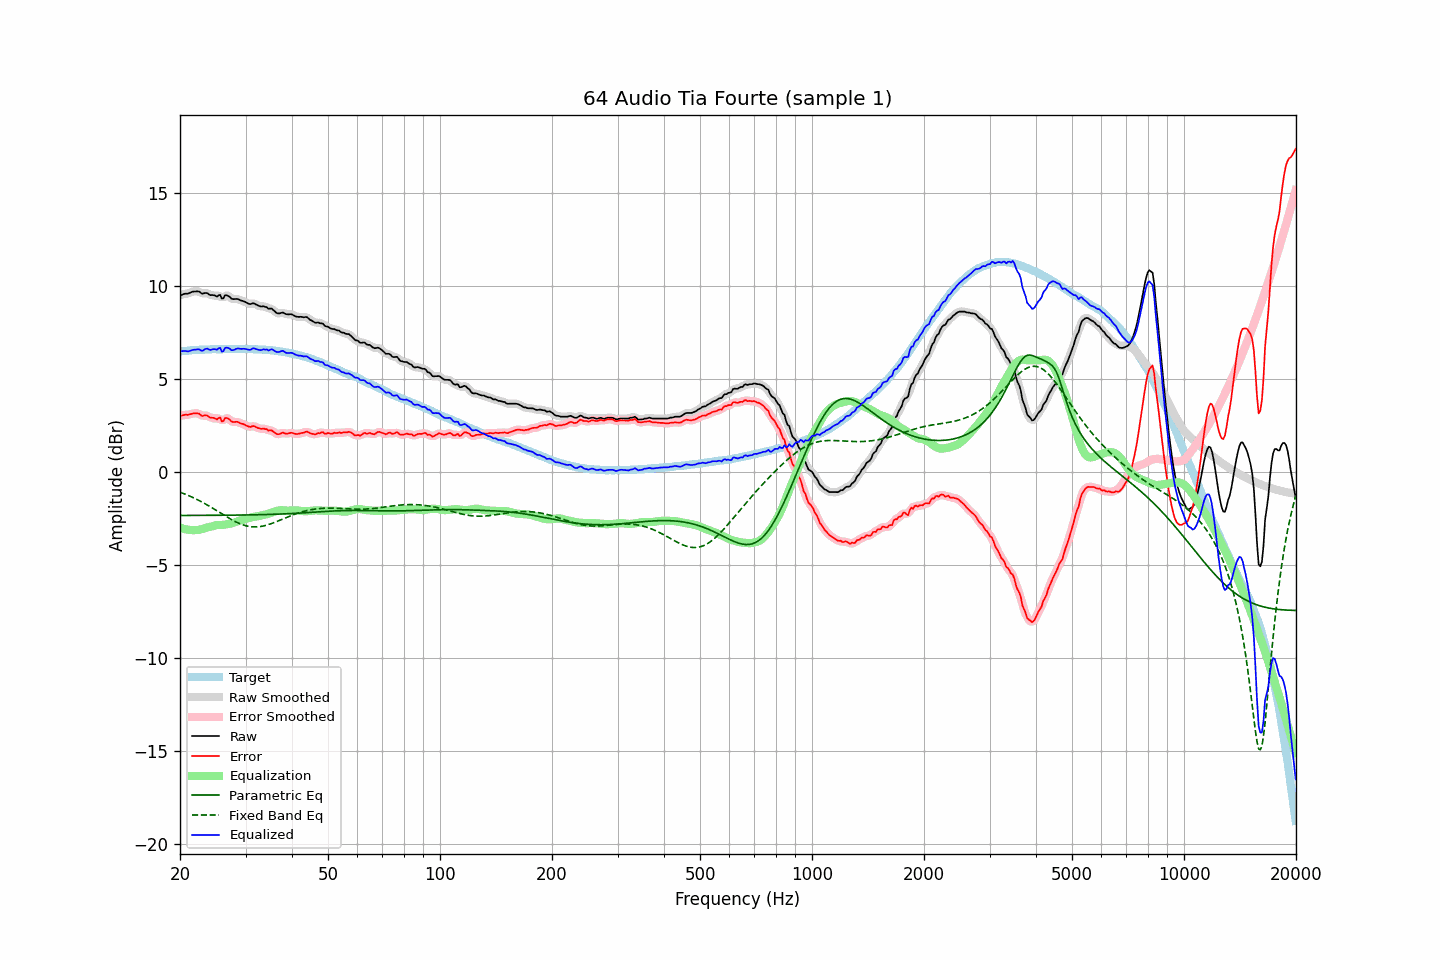 64 Audio Tia Fourte (sample 1)
Amplitude (dBr)
15
10
5
0
−5
−10
−15
−20
Target
Raw Smoothed
Error Smoothed
Raw
Error
Equalization
Parametric Eq
Fixed Band Eq
Equalized
20 50 100 200 500 1000 2000 5000 10000 20000
Frequency (Hz)